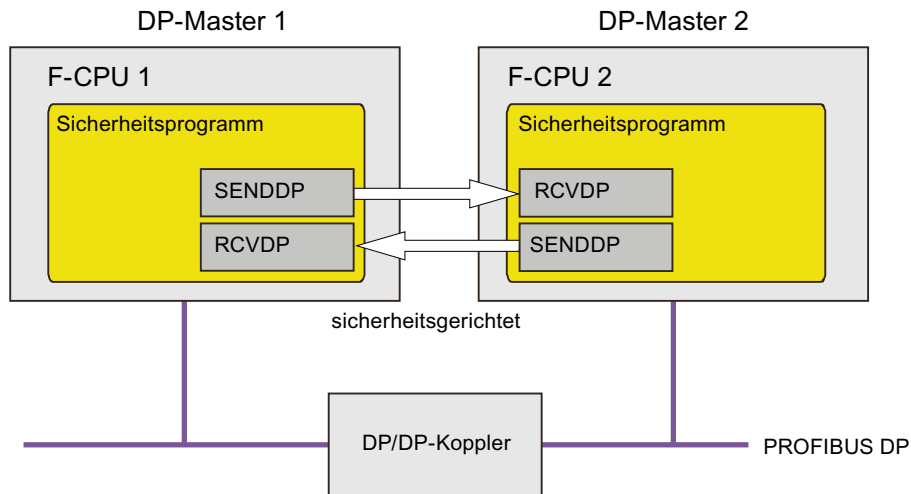 DP-Master 1
DP-Master 2
F-CPU 1
F-CPU 2
Sicherheitsprogramm
Sicherheitsprogramm
SENDDP
RCVDP
RCVDP
SENDDP
sicherheitsgerichtet
DP/DP-Koppler
PROFIBUS DP